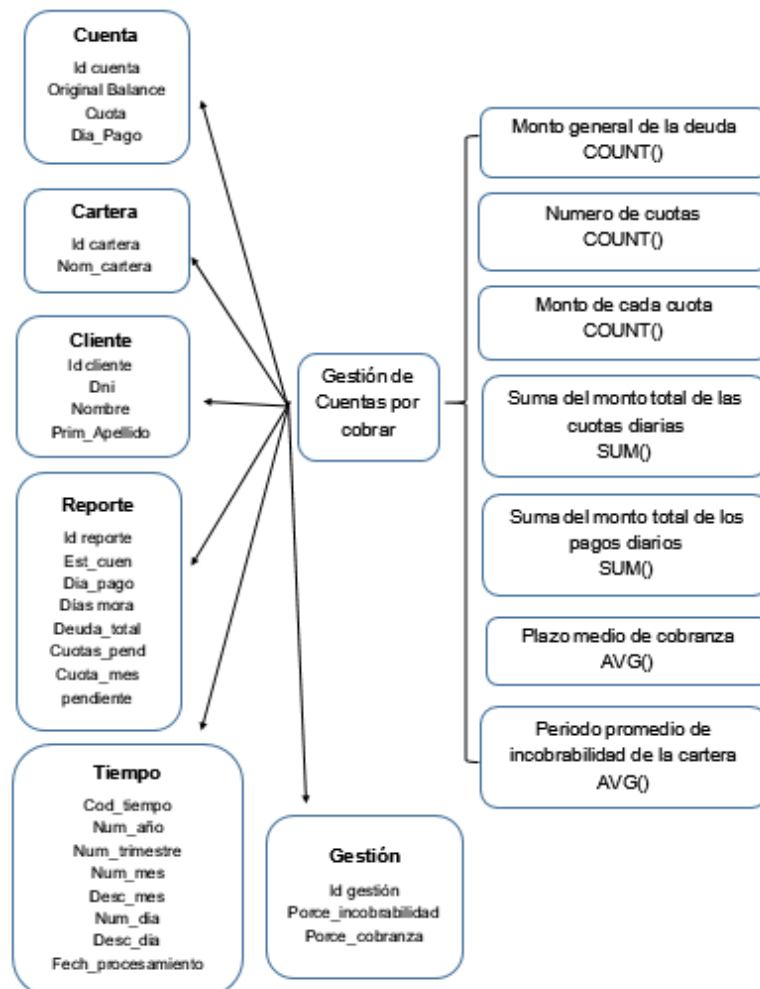 Cuenta
Id cuenta
Original Balance
Cuota
Dia_Pago
Cartera
Id cartera
Nom_cartera
Cliente
Id cliente
Dni
Nombre
Prim_Apellido
Reporte
Id reporte
Est_cuen
Dia_pago
Días mora
Deuda_total
Cuotas_pend
Cuota_mes
pendiente
Tiempo
Cod_tiempo
Num_año
Num_trimestre
Num_mes
Desc_mes
Num_dia
Desc_dia
Fech_procesamiento
Gestión
Id gestión
Porce_incobrabilidad
Porce_cobranza
Gestión de
Cuentas por
cobrar
Monto general de la deuda
COUNT()
Numero de cuotas
COUNT()
Monto de cada cuota
COUNT()
Suma del monto total de las
cuotas diarias
SUM()
Suma del monto total de los
pagos diarios
SUM()
Plazo medio de cobranza
AVG()
Periodo promedio de
incobrabilidad de la cartera
AVG()